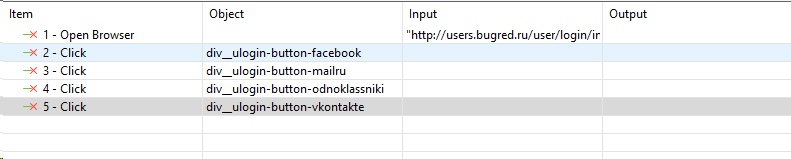 Item Object Input Output
1 - Open Browser "http://users.bugred.ru/user/login/ir
2 - Click div__ulogin-button-facebook
3 - Click div__ulogin-button-mailru
4 - Click div__ulogin-button-odnoklassniki
5 - Click div__ulogin-button-vkontakte